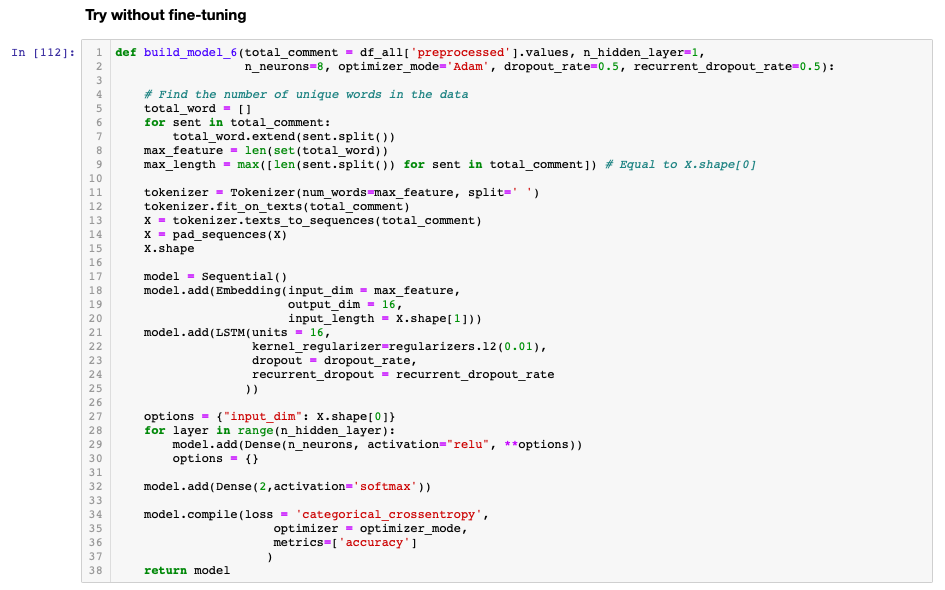 Try without fine-tuning
In [112]:
1 def build_model_6(total_comment = df_all['preprocessed'].values, n_hidden_layer=1,
2                   n_neurons=8, optimizer_mode='Adam', dropout_rate=0.5, recurrent_dropout_rate=0.5):
3
4     # Find the number of unique words in the data
5     total_word = []
6     for sent in total_comment:
7         total_word.extend(sent.split())
8     max_feature = len(set(total_word))
9     max_length = max([len(sent.split()) for sent in total_comment]) # Equal to X.shape[0]
10
11     tokenizer = Tokenizer(num_words=max_feature, split=' ')
12     tokenizer.fit_on_texts(total_comment)
13     X = tokenizer.texts_to_sequences(total_comment)
14     X = pad_sequences(X)
15     X.shape
16
17     model = Sequential()
18     model.add(Embedding(input_dim = max_feature,
19                         output_dim = 16,
20                         input_length = X.shape[1]))
21     model.add(LSTM(units = 16,
22                    kernel_regularizer=regularizers.l2(0.01),
23                    dropout = dropout_rate,
24                    recurrent_dropout = recurrent_dropout_rate
25                   ))
26
27     options = {"input_dim": X.shape[0]}
28     for layer in range(n_hidden_layer):
29         model.add(Dense(n_neurons, activation="relu", **options))
30         options = {}
31
32     model.add(Dense(2,activation='softmax'))
33
34     model.compile(loss = 'categorical_crossentropy',
35                       optimizer = optimizer_mode,
36                       metrics=['accuracy']
37                      )
38     return model